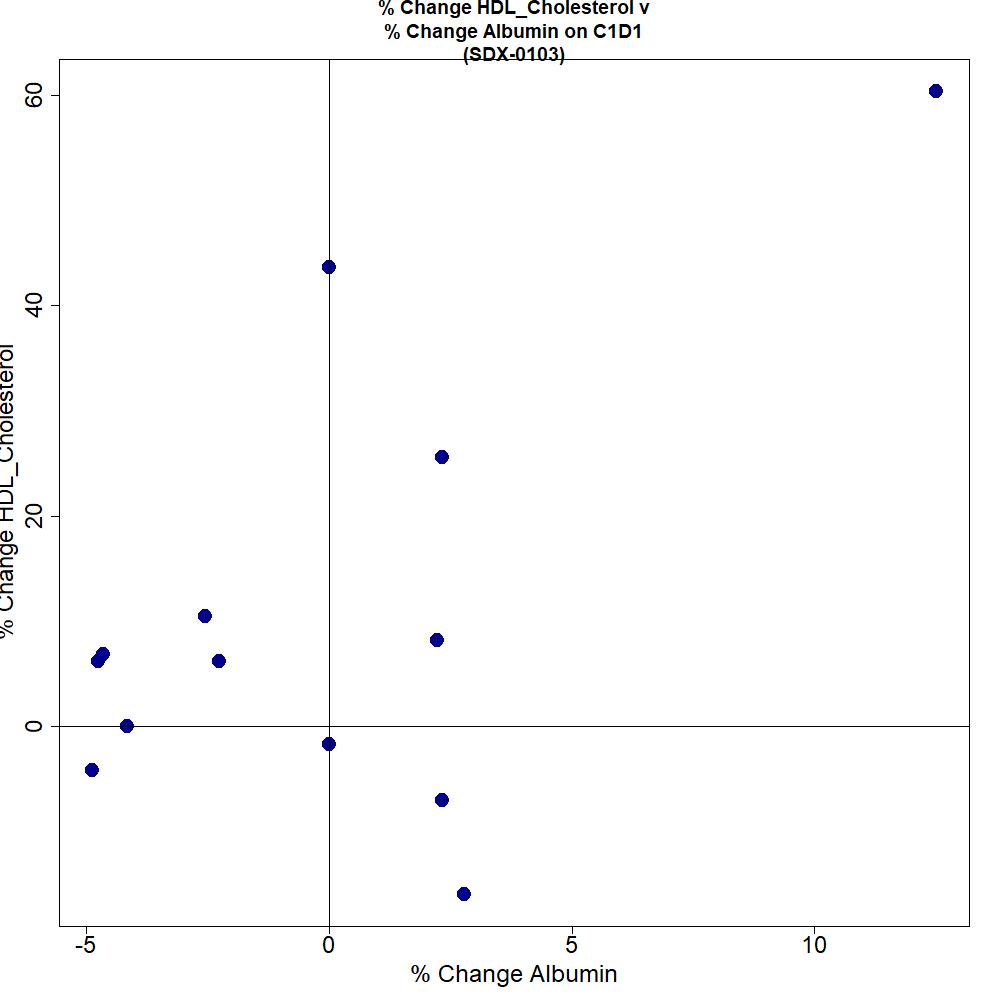 % Change HDL_Cholesterol v
% Change Albumin on C1D1
(SDX-0103)
% Change HDL_Cholesterol
60
40
20
0
-5
0
5
10
% Change Albumin